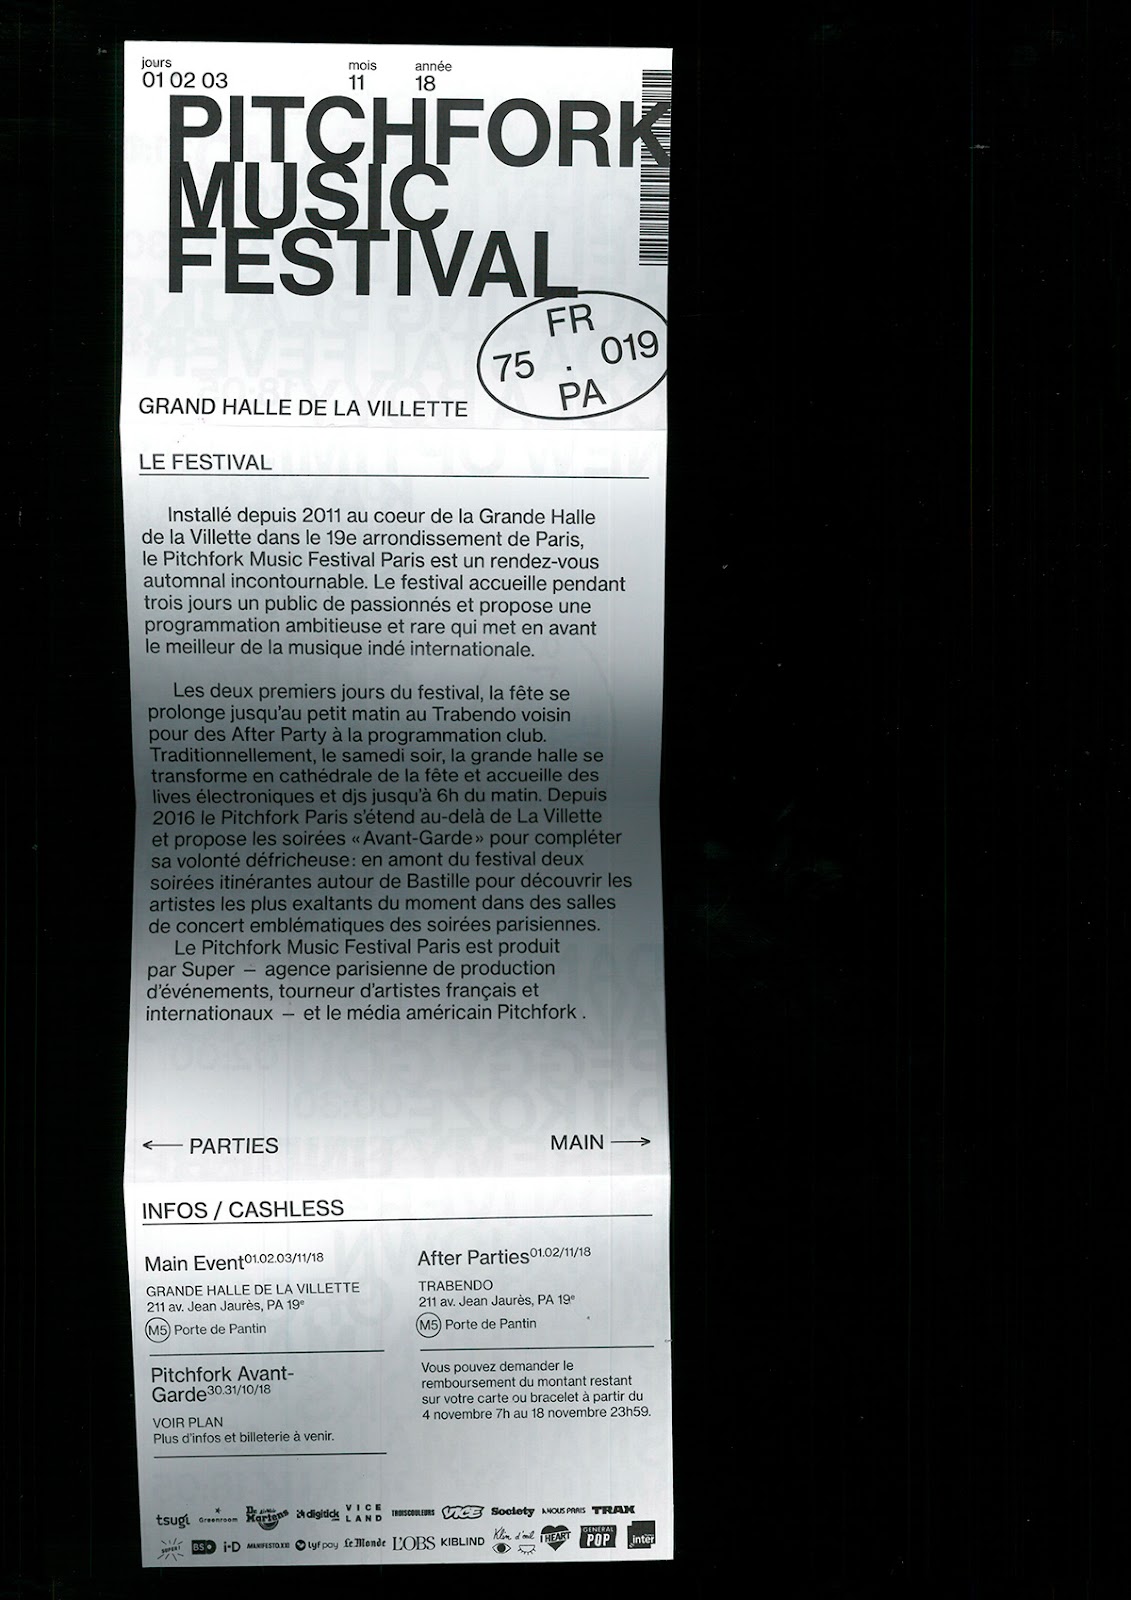 jours mois année
01 02 03 11 18
PITCHFORK
MUSIC
FESTIVAL
FR
75 . 019
PA
GRAND HALLE DE LA VILLETTE
LE FESTIVAL
Installé depuis 2011 au coeur de la Grande Halle
de la Villette dans le 19e arrondissement de Paris,
le Pitchfork Music Festival Paris est un rendez-vous
automnal incontournable. Le festival accueille pendant
trois jours un public de passionnés et propose une
programmation ambitieuse et rare qui met en avant
le meilleur de la musique indé internationale.
Les deux premiers jours du festival, la fête se
prolonge jusqu'au petit matin au Trabendo voisin
pour des After Party à la programmation club.
Traditionnellement, le samedi soir, la grande halle se
transforme en cathédrale de la fête et accueille des
lives électroniques et djs jusqu'à 6h du matin. Depuis
2016 le Pitchfork Paris s'étend au-delà de La Villette
et propose les soirées «Avant-Garde» pour compléter
sa volonté défricheuse: en amont du festival deux
soirées itinérantes autour de Bastille pour découvrir les
artistes les plus exaltants du moment dans des salles
de concert emblématiques des soirées parisiennes.
Le Pitchfork Music Festival Paris est produit
par Super — agence parisienne de production
d'événements, tourneur d'artistes français et
internationaux — et le média américain Pitchfork .
← PARTIES MAIN →
INFOS / CASHLESS
Main Event 01.02.03/11/18
GRANDE HALLE DE LA VILLETTE
211 av. Jean Jaurès, PA 19e
M5 Porte de Pantin
Pitchfork Avant-
Garde 30.31/10/18
VOIR PLAN
Plus d'infos et billeterie à venir.
After Parties 01.02/11/18
TRABENDO
211 av. Jean Jaurès, PA 19e
M5 Porte de Pantin
Vous pouvez demander le
remboursement du montant restant
sur votre carte ou bracelet à partir du
4 novembre 7h au 18 novembre 23h59.
tsugi Greenroom Dr. Martens digitick VICELAND TROISCOULEURS VICE Society A NOUS PARIS TRAX
SUPER! BS i-D MANIFESTO.XXI lyf pay Le Monde L'OBS KIBLIND Klin d'oeil I HEART GENERAL POP inter